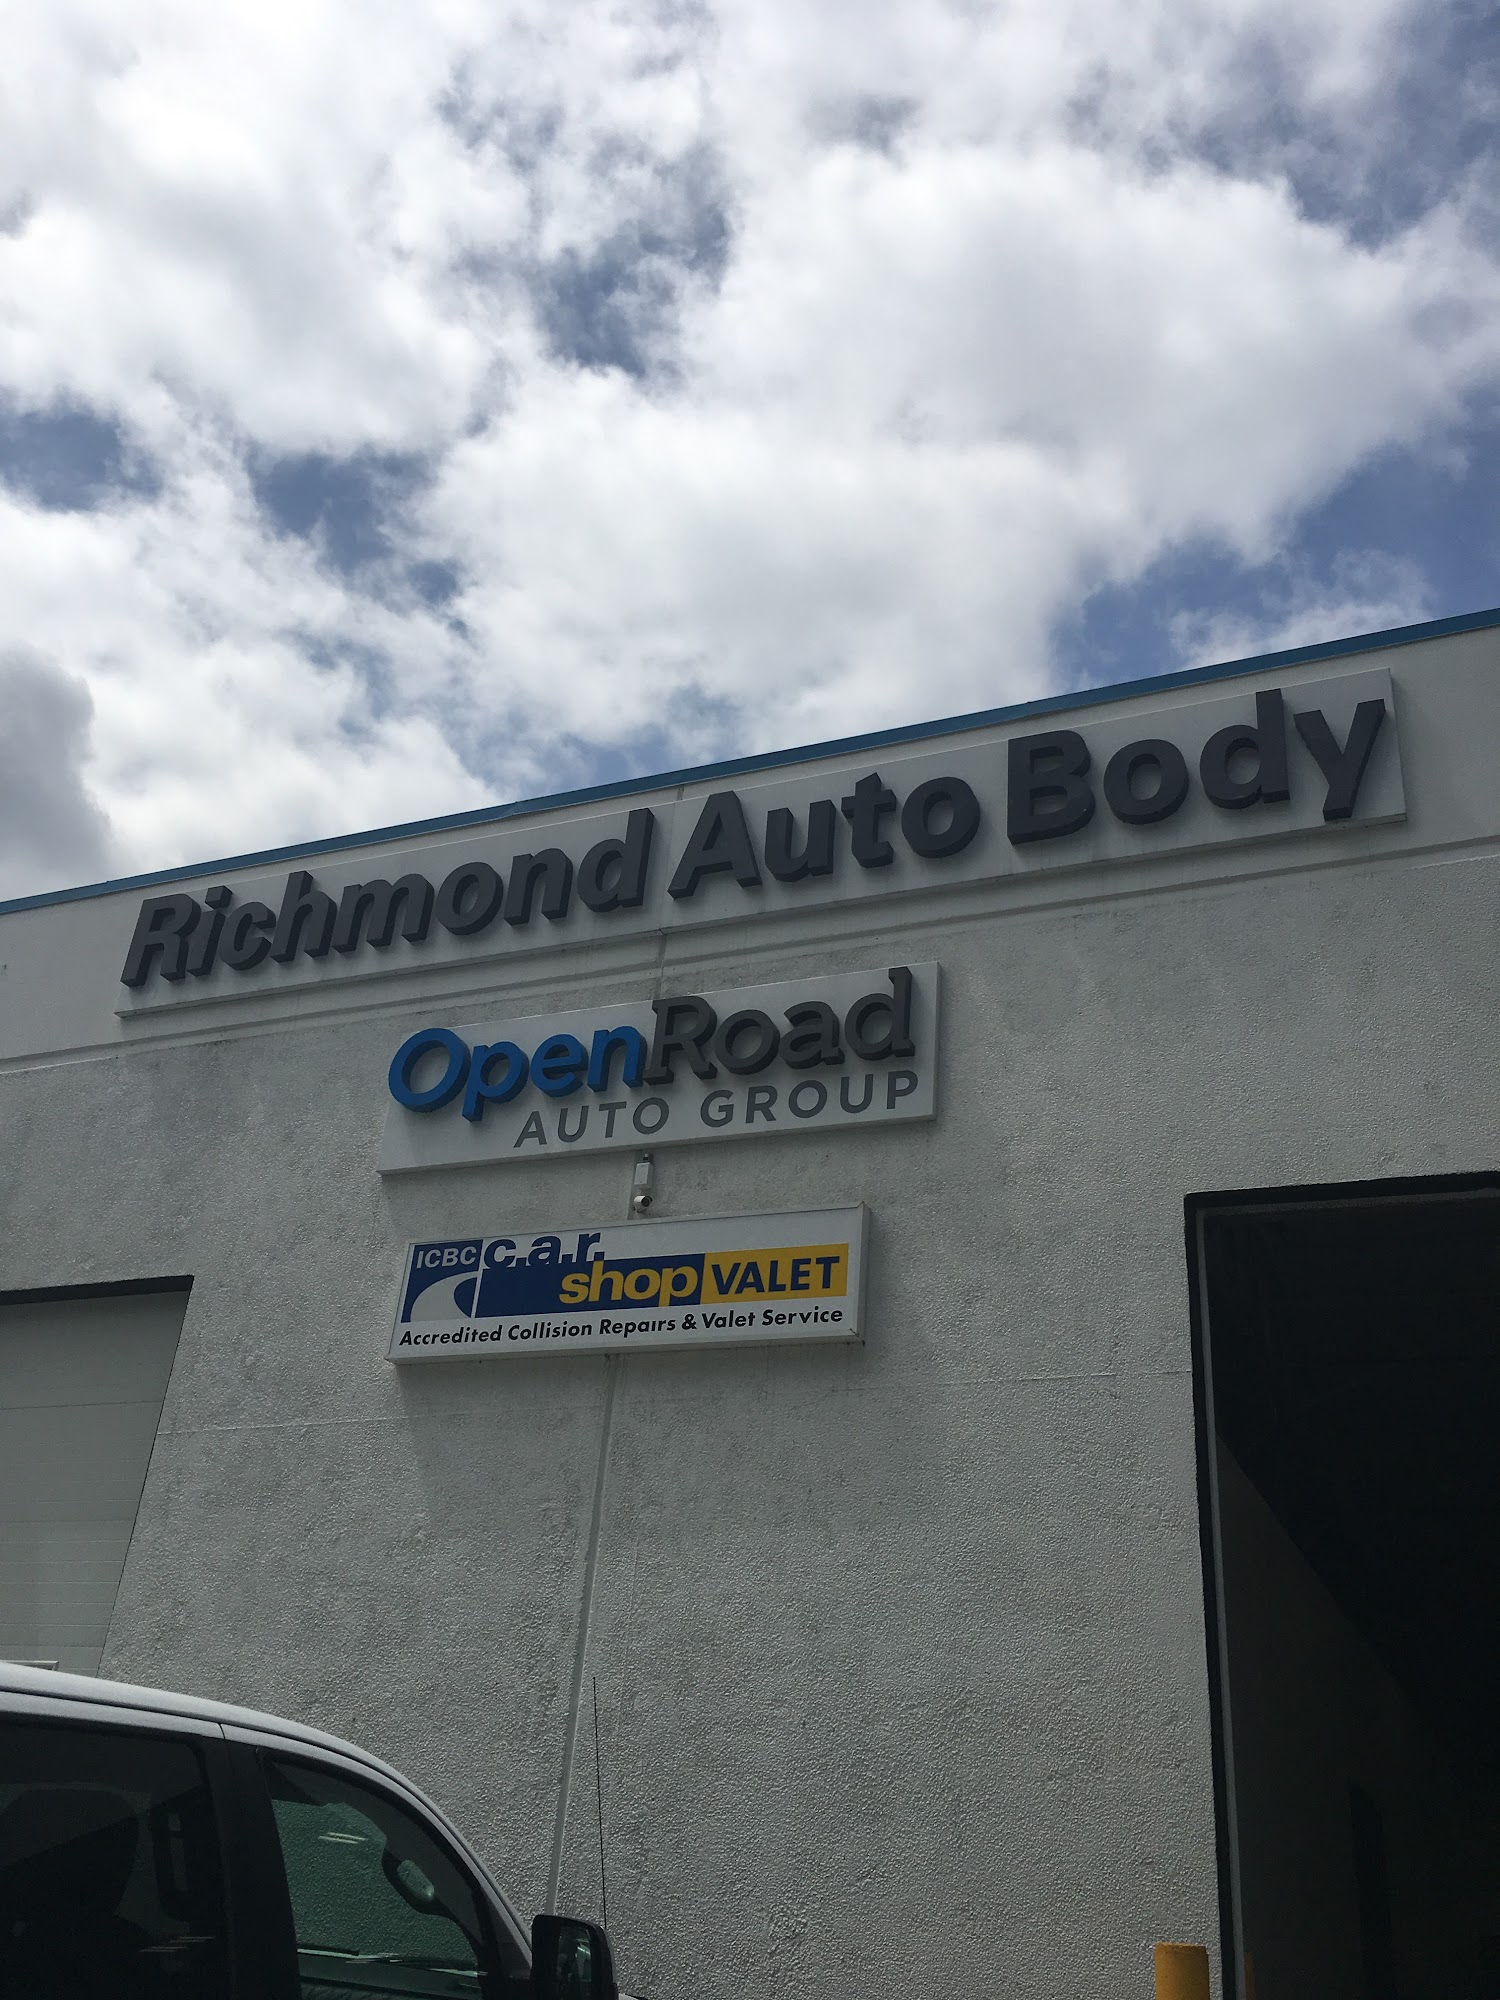 Richmond Auto Body
OpenRoad
AUTO GROUP
ICBC c.a.r.
shop VALET
Accredited Collision Repairs & Valet Service